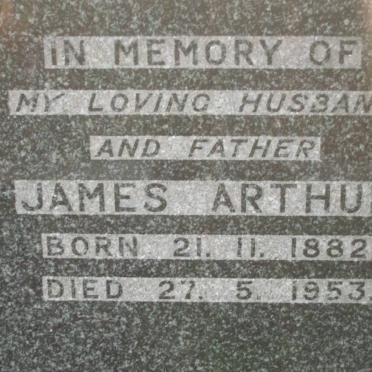 IN MEMORY OF
MY LOVING HUSBAN
AND FATHER
JAMES ARTHU
BORN 21. 11. 1882
DIED 27. 5. 1953.